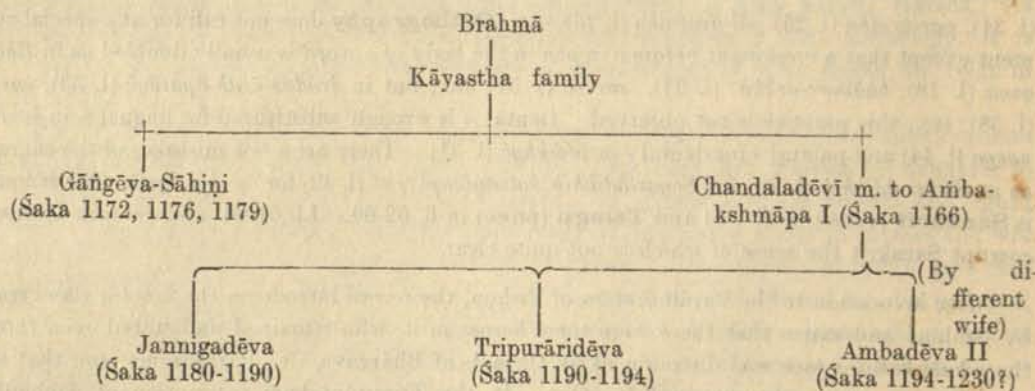 Brahmā
Kāyastha family
Gāṅgēya-Sāhiṇi
(Śaka 1172, 1176, 1179)
Chandaladēvī m. to Aṁba-
kshmāpa I (Śaka 1166)
(By di-
fferent
wife)
Jannigadēva
(Śaka 1180-1190)
Tripurāridēva
(Śaka 1190-1194)
Ambadēva II
(Śaka 1194-1230?)